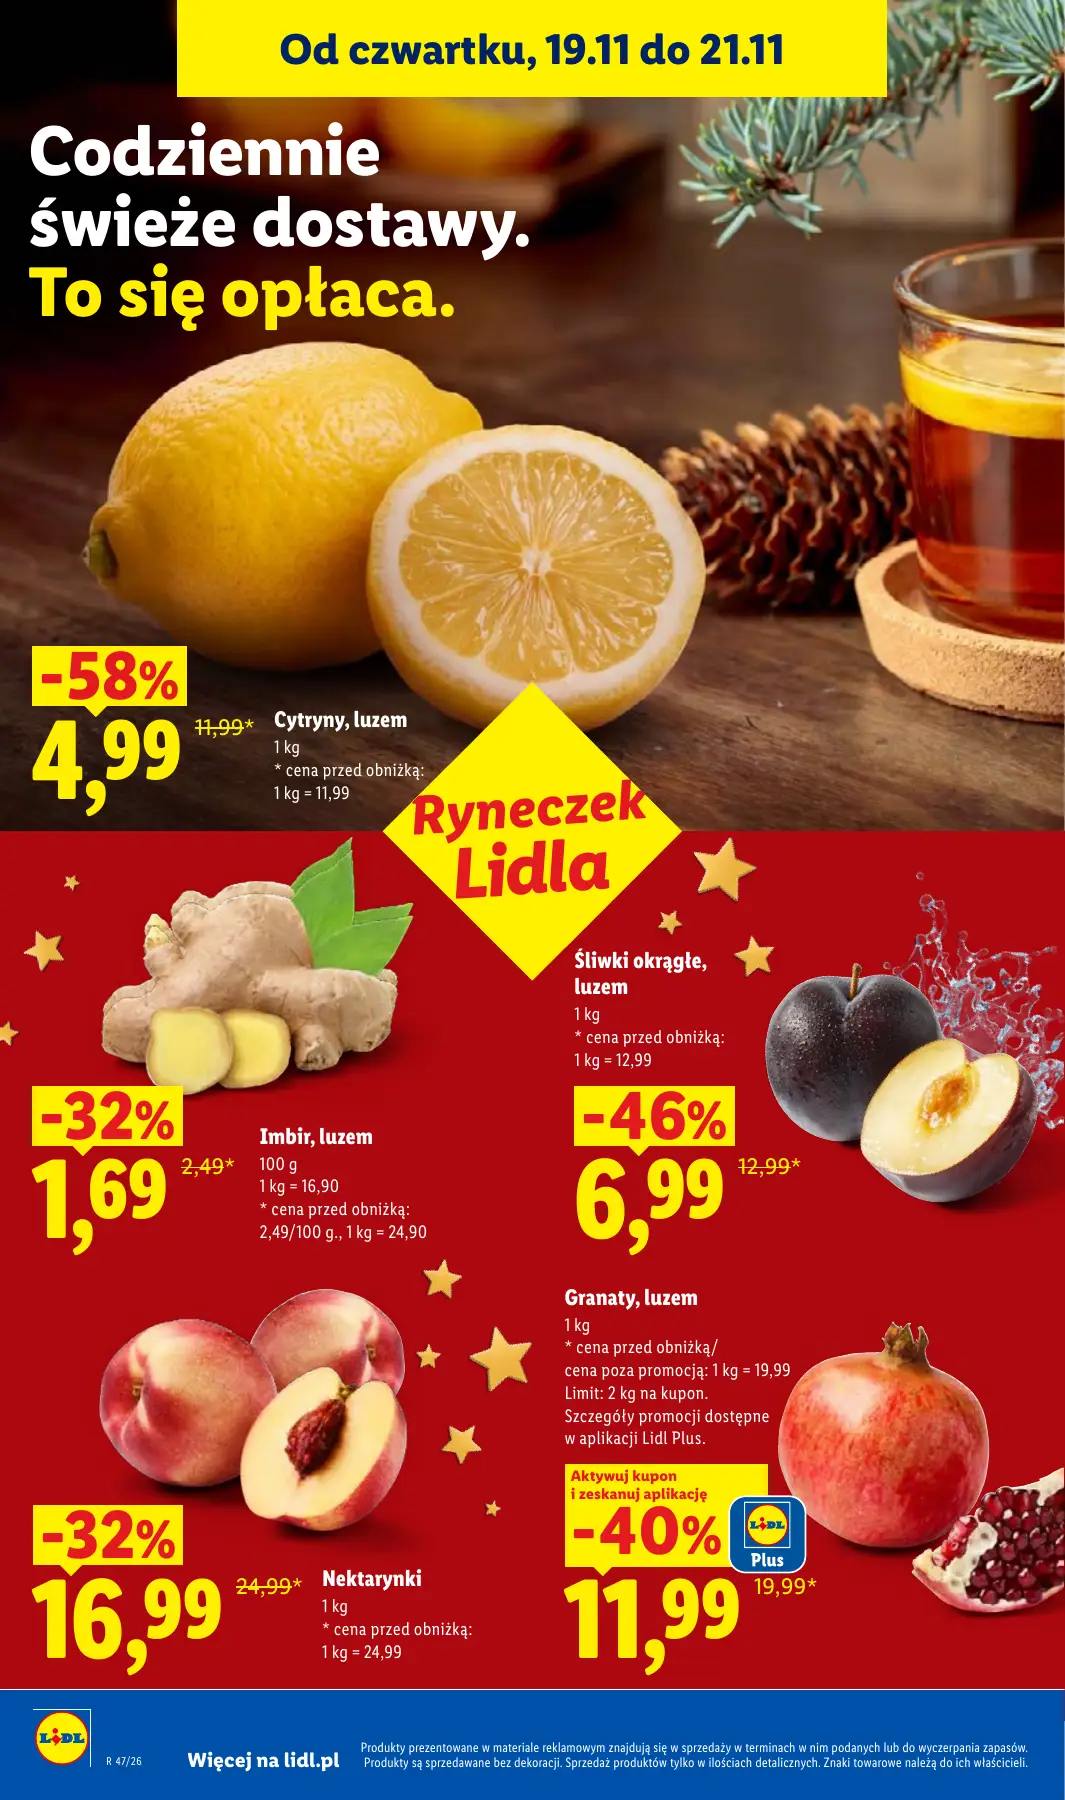 Od czwartku, 19.11 do 21.11
Codziennie
świeże dostawy.
To się opłaca.
-58%
4,99
11,99*
Cytryny, luzem
1 kg
* cena przed obniżką:
1 kg = 11,99
Ryneczek
Lidla
-32%
1,69
2,49*
Imbir, luzem
100 g
1 kg = 16,90
* cena przed obniżką:
2,49/100 g., 1 kg = 24,90
Śliwki okrągłe,
luzem
1 kg
* cena przed obniżką:
1 kg = 12,99
-46%
6,99
12,99*
-32%
16,99
24,99*
Nektarynki
1 kg
* cena przed obniżką:
1 kg = 24,99
Granaty, luzem
1 kg
* cena przed obniżką/
cena poza promocją: 1 kg = 19,99
Limit: 2 kg na kupon.
Szczegóły promocji dostępne
w aplikacji Lidl Plus.
Aktywuj kupon
i zeskanuj aplikację
-40%
LIDL
Plus
11,99
19,99*
LIDL
R 47/26
Więcej na lidl.pl
Produkty prezentowane w materiale reklamowym znajdują się w sprzedaży w terminach w nim podanych lub do wyczerpania zapasów.
Produkty są sprzedawane bez dekoracji. Sprzedaż produktów tylko w ilościach detalicznych. Znaki towarowe należą do ich właścicieli.